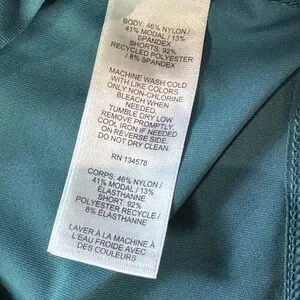 BODY: 46% NYLON /
41% MODAL / 13%
SPANDEX
SHORTS: 92%
RECYCLED POLYESTER
/ 8% SPANDEX
MACHINE WASH COLD
WITH LIKE COLORS.
ONLY NON-CHLORINE
BLEACH WHEN
NEEDED.
TUMBLE DRY LOW
REMOVE PROMPTLY.
COOL IRON IF NEEDED
ON REVERSE SIDE.
DO NOT DRY CLEAN.
RN 134578
CORPS: 46% NYLON /
41% MODAL / 13%
ÉLASTHANNE
SHORT: 92%
POLYESTER RECYCLÉ /
8% ÉLASTHANNE
LAVER À LA MACHINE À
L'EAU FROIDE AVEC
DES COULEURS